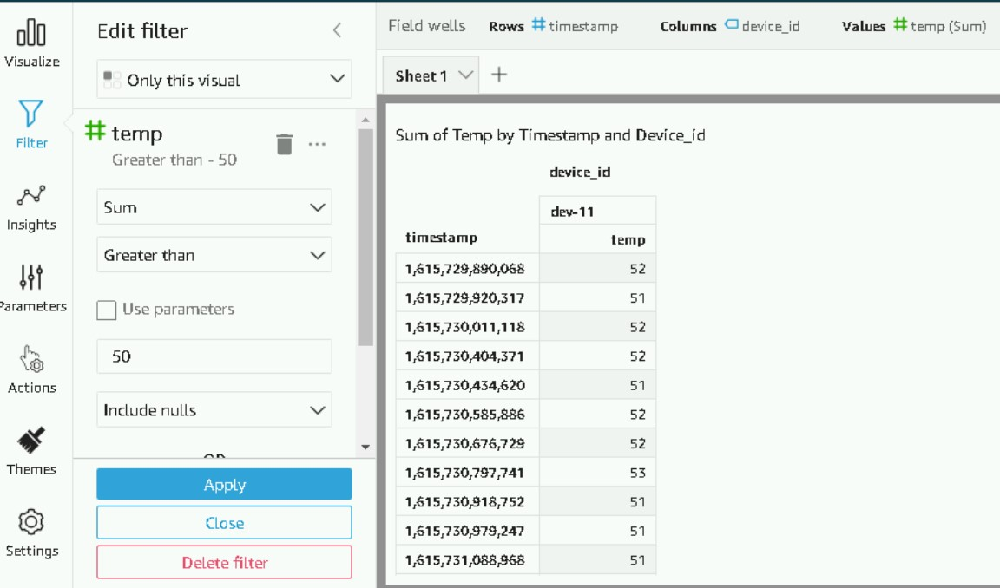 Visualize
Filter
Insights
Parameters
Actions
Themes
Settings
Edit filter
Only this visual
temp
Greater than - 50
Sum
Greater than
Use parameters
50
Include nulls
Apply
Close
Delete filter
Field wells Rows timestamp Columns device_id Values temp (Sum)
Sheet 1
Sum of Temp by Timestamp and Device_id
device_id
dev-11
timestamp temp
1,615,729,890,068 52
1,615,729,920,317 51
1,615,730,011,118 52
1,615,730,404,371 52
1,615,730,434,620 51
1,615,730,585,886 52
1,615,730,676,729 52
1,615,730,797,741 53
1,615,730,918,752 51
1,615,730,979,247 51
1,615,731,088,968 51